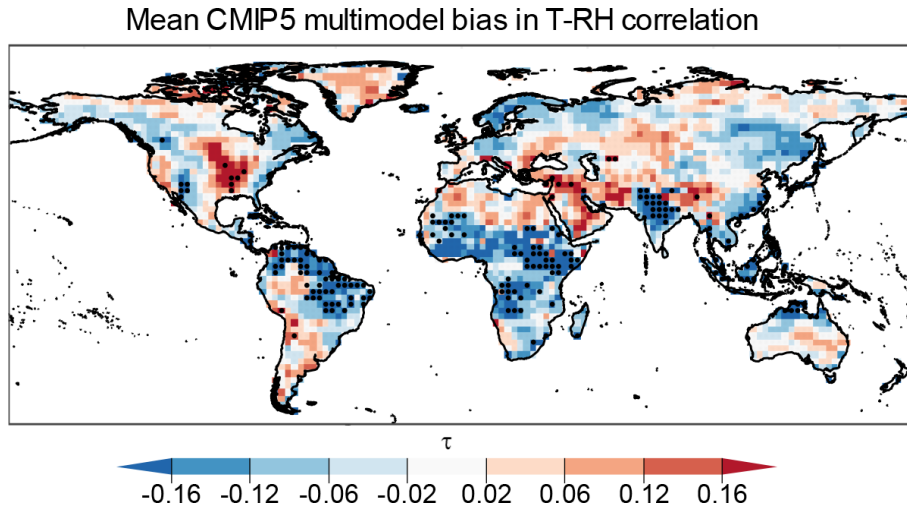 Mean CMIP5 multimodel bias in T-RH correlation
τ
-0.16 -0.12 -0.06 -0.02 0.02 0.06 0.12 0.16